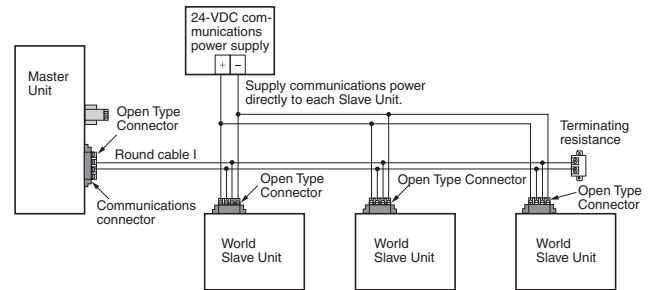 24-VDC com-
munications
power supply
+ −
Supply communications power
directly to each Slave Unit.
Master
Unit
Open Type
Connector
Terminating
resistance
Round cable I
Communications
connector
Open Type
Connector
Open Type Connector
Open Type
Connector
World
Slave Unit
World
Slave Unit
World
Slave Unit